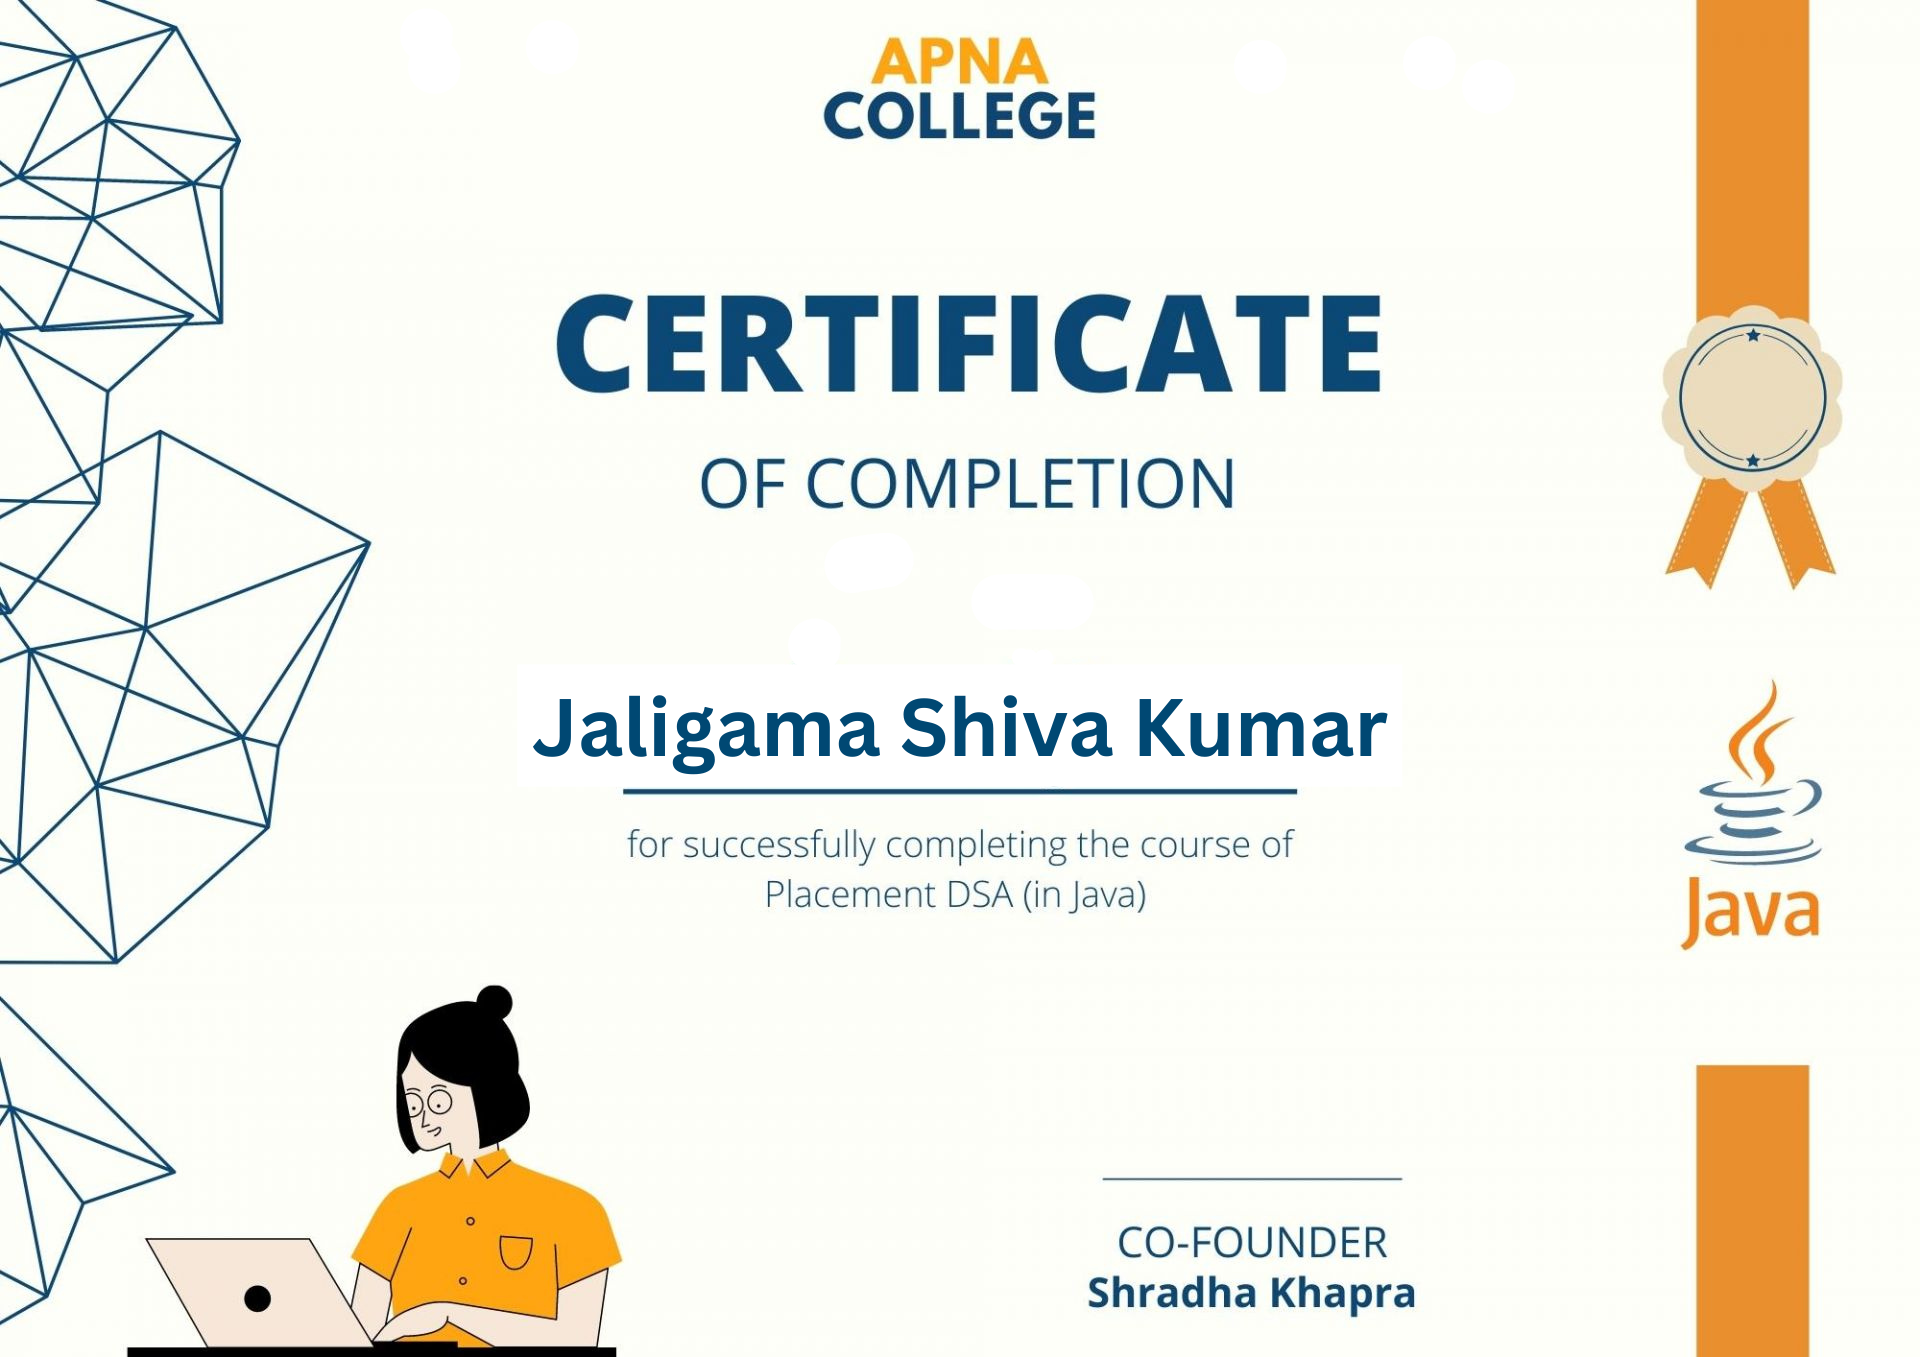 APNA
COLLEGE
CERTIFICATE
OF COMPLETION
Jaligama Shiva Kumar
for successfully completing the course of
Placement DSA (in Java)
Java
CO-FOUNDER
Shradha Khapra